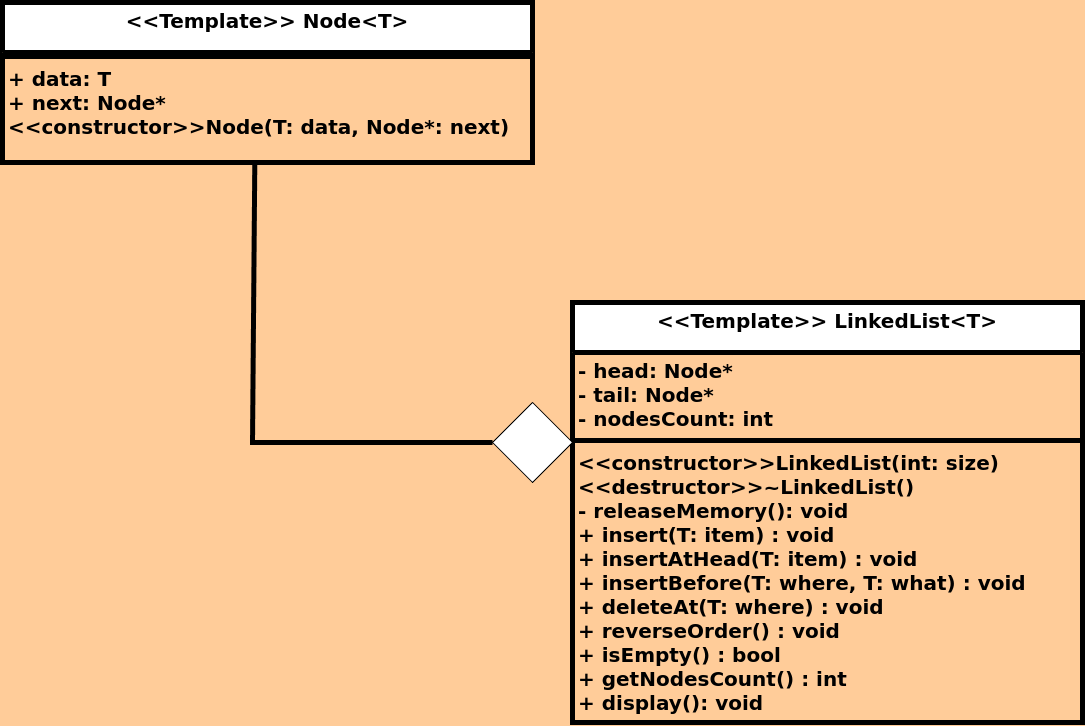 <<Template>> Node<T>
+ data: T
+ next: Node*
<<constructor>>Node(T: data, Node*: next)
<<Template>> LinkedList<T>
- head: Node*
- tail: Node*
- nodesCount: int
<<constructor>>LinkedList(int: size)
<<destructor>>~LinkedList()
- releaseMemory(): void
+ insert(T: item) : void
+ insertAtHead(T: item) : void
+ insertBefore(T: where, T: what) : void
+ deleteAt(T: where) : void
+ reverseOrder() : void
+ isEmpty() : bool
+ getNodesCount() : int
+ display(): void